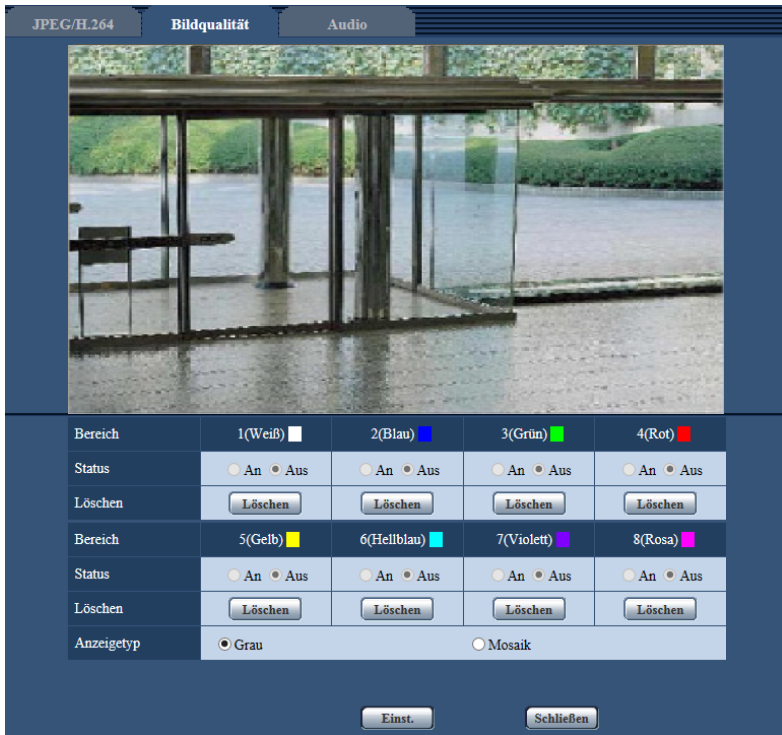 JPEG/H.264 Bildqualität Audio
Bereich 1(Weiß) 2(Blau) 3(Grün) 4(Rot)
Status An Aus An Aus An Aus An Aus
Löschen Löschen Löschen Löschen Löschen
Bereich 5(Gelb) 6(Hellblau) 7(Violett) 8(Rosa)
Status An Aus An Aus An Aus An Aus
Löschen Löschen Löschen Löschen Löschen
Anzeigetyp Grau Mosaik
Einst. Schließen